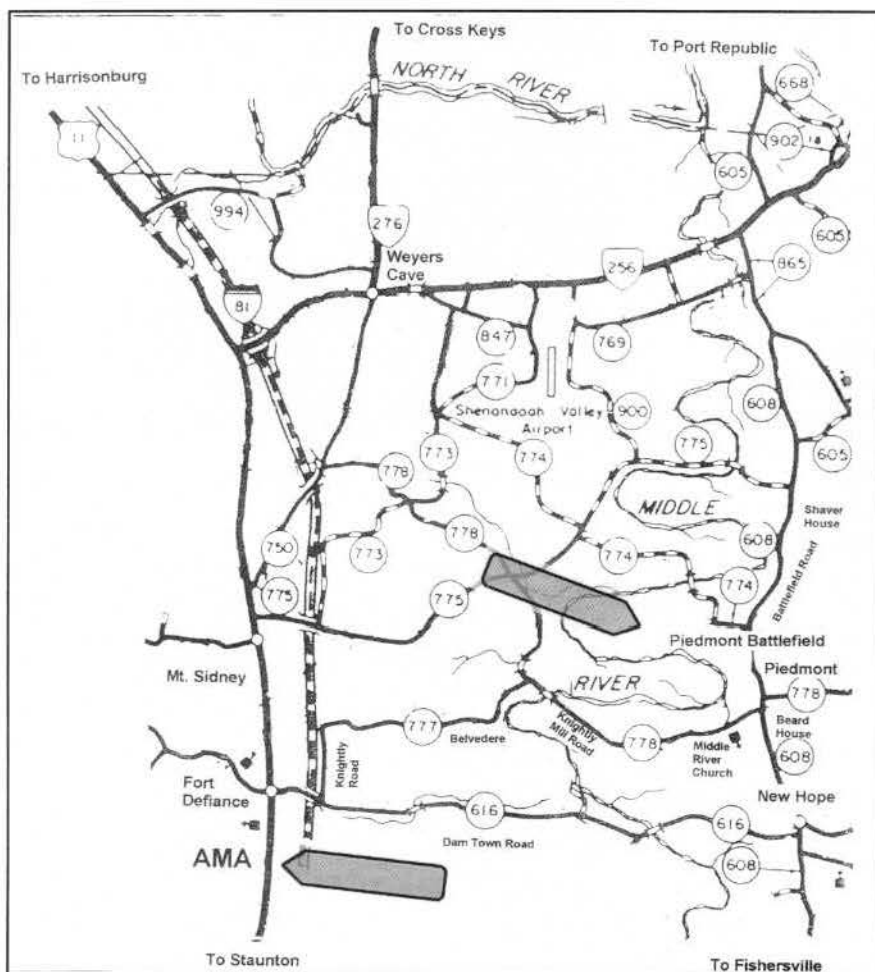 To Cross Keys
To Port Republic
To Harrisonburg
NORTH
RIVER
668
11
902
18
605
994
276
605
Weyers
Cave
256
865
81
847
769
771
608
Shenandoah Valley
Airport
900
775
773
774
605
778
MIDDLE
Shaver
House
750
773
778
608
774
774
Battlefield Road
775
775
Piedmont Battlefield
Mt. Sidney
RIVER
Piedmont
778
777
Belvedere
Knightly
Mill Road
778
Middle
River
Church
Beard
House
608
Knightly
Road
Fort
Defiance
New Hope
616
616
Dam Town Road
AMA
608
To Staunton
To Fishersville